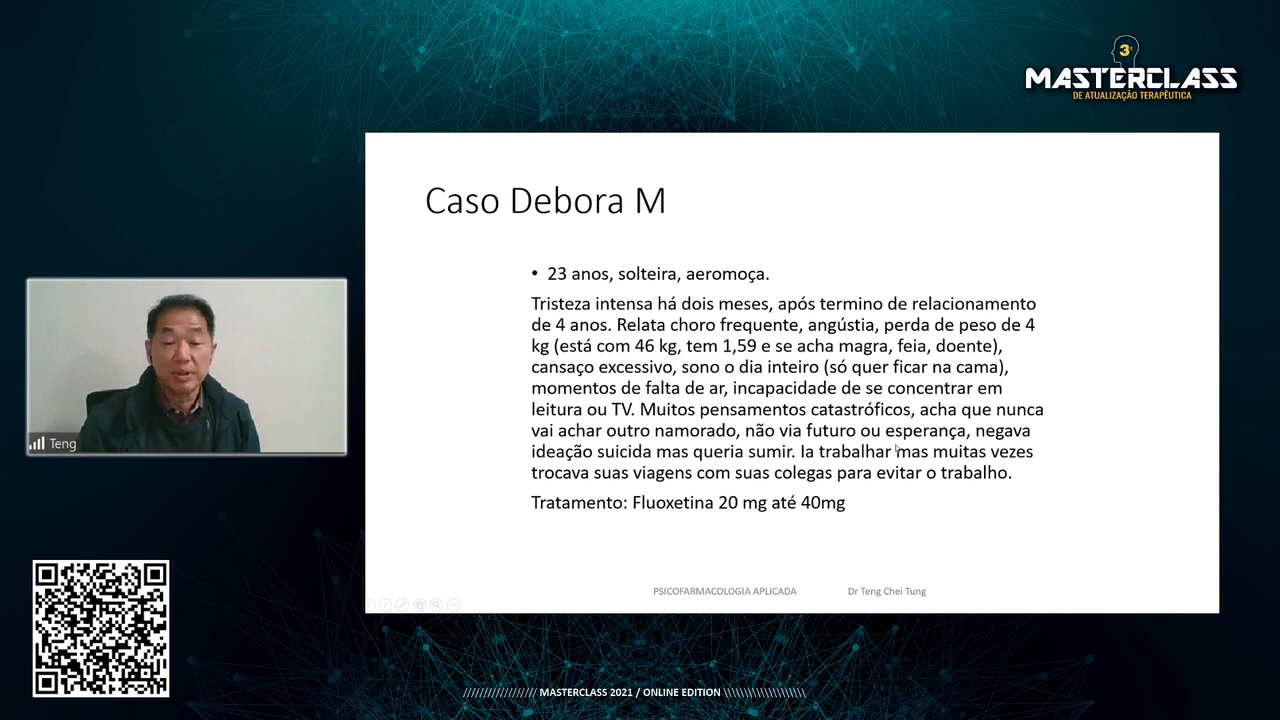 3ª
MASTERCLASS
DE ATUALIZAÇÃO TERAPÊUTICA
Caso Debora M
• 23 anos, solteira, aeromoça.
Tristeza intensa há dois meses, após termino de relacionamento
de 4 anos. Relata choro frequente, angústia, perda de peso de 4
kg (está com 46 kg, tem 1,59 e se acha magra, feia, doente),
cansaço excessivo, sono o dia inteiro (só quer ficar na cama),
momentos de falta de ar, incapacidade de se concentrar em
leitura ou TV. Muitos pensamentos catastróficos, acha que nunca
vai achar outro namorado, não via futuro ou esperança, negava
ideação suicida mas queria sumir. Ia trabalhar mas muitas vezes
trocava suas viagens com suas colegas para evitar o trabalho.
Tratamento: Fluoxetina 20 mg até 40mg
PSICOFARMACOLOGIA APLICADA Dr Teng Chei Tung
Teng
////////////////// MASTERCLASS 2021 / ONLINE EDITION \\\\\\\\\\\\\\\\\\\\